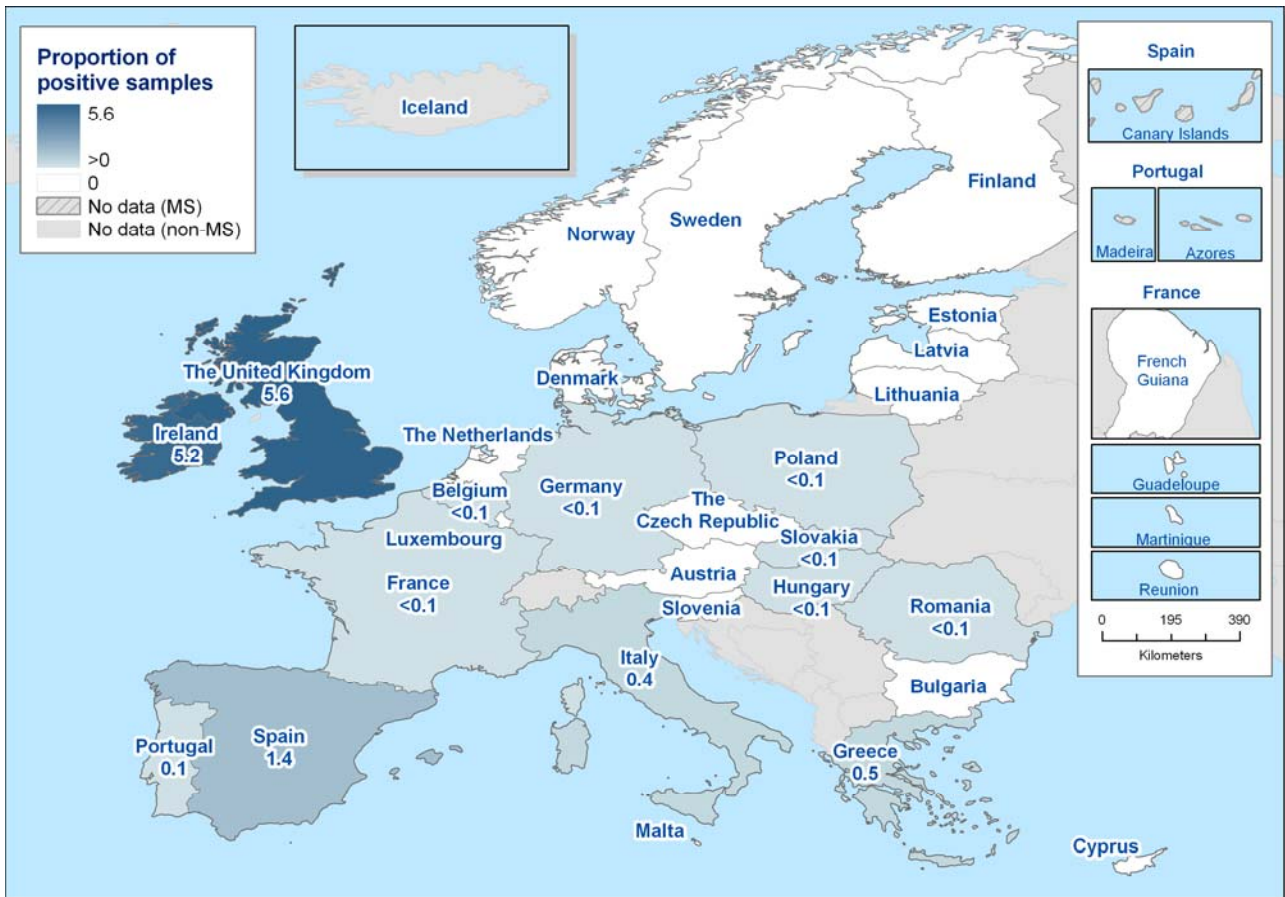 Proportion of
positive samples
5.6
>0
0
No data (MS)
No data (non-MS)
Iceland
Spain
Canary Islands
Portugal
Madeira
Azores
France
French
Guiana
Guadeloupe
Martinique
Reunion
0 195 390
Kilometers
Finland
Sweden
Norway
Estonia
Latvia
Lithuania
Denmark
The United Kingdom
5.6
Ireland
5.2
The Netherlands
Belgium
<0.1
Germany
<0.1
Poland
<0.1
The
Czech Republic
Luxembourg
Slovakia
<0.1
Austria
Hungary
<0.1
France
<0.1
Slovenia
Romania
<0.1
Italy
0.4
Bulgaria
Portugal
0.1
Spain
1.4
Greece
0.5
Malta
Cyprus